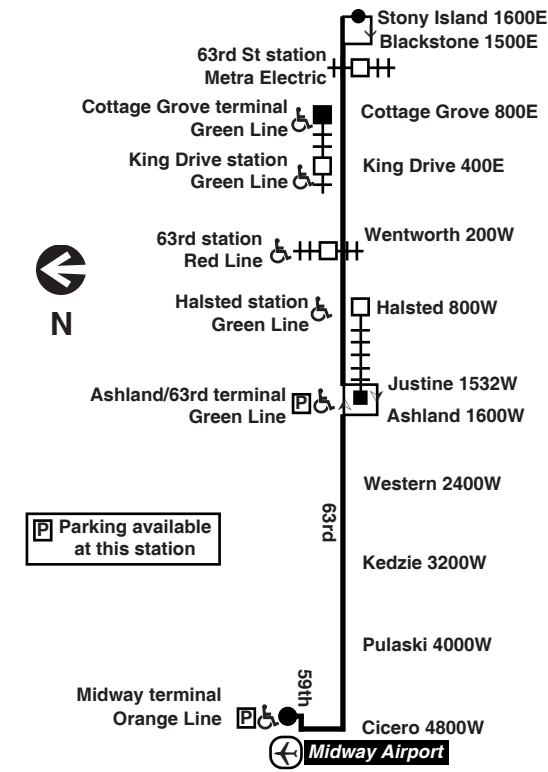 Stony Island 1600E
Blackstone 1500E
63rd St station
Metra Electric
Cottage Grove terminal
Green Line
Cottage Grove 800E
King Drive station
Green Line
King Drive 400E
63rd station
Red Line
Wentworth 200W
N
Halsted station
Green Line
Halsted 800W
Ashland/63rd terminal
Green Line
P
Justine 1532W
Ashland 1600W
Western 2400W
63rd
P Parking available
at this station
Kedzie 3200W
Pulaski 4000W
59th
Midway terminal
Orange Line
P
Cicero 4800W
Midway Airport